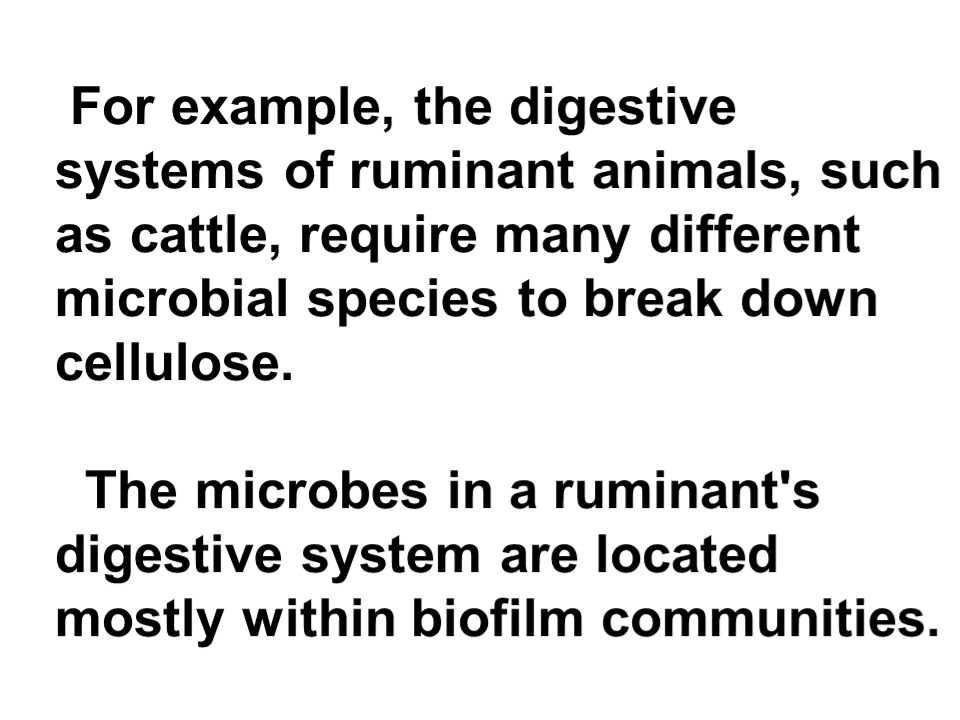 For example, the digestive
systems of ruminant animals, such
as cattle, require many different
microbial species to break down
cellulose.
The microbes in a ruminant's
digestive system are located
mostly within biofilm communities.